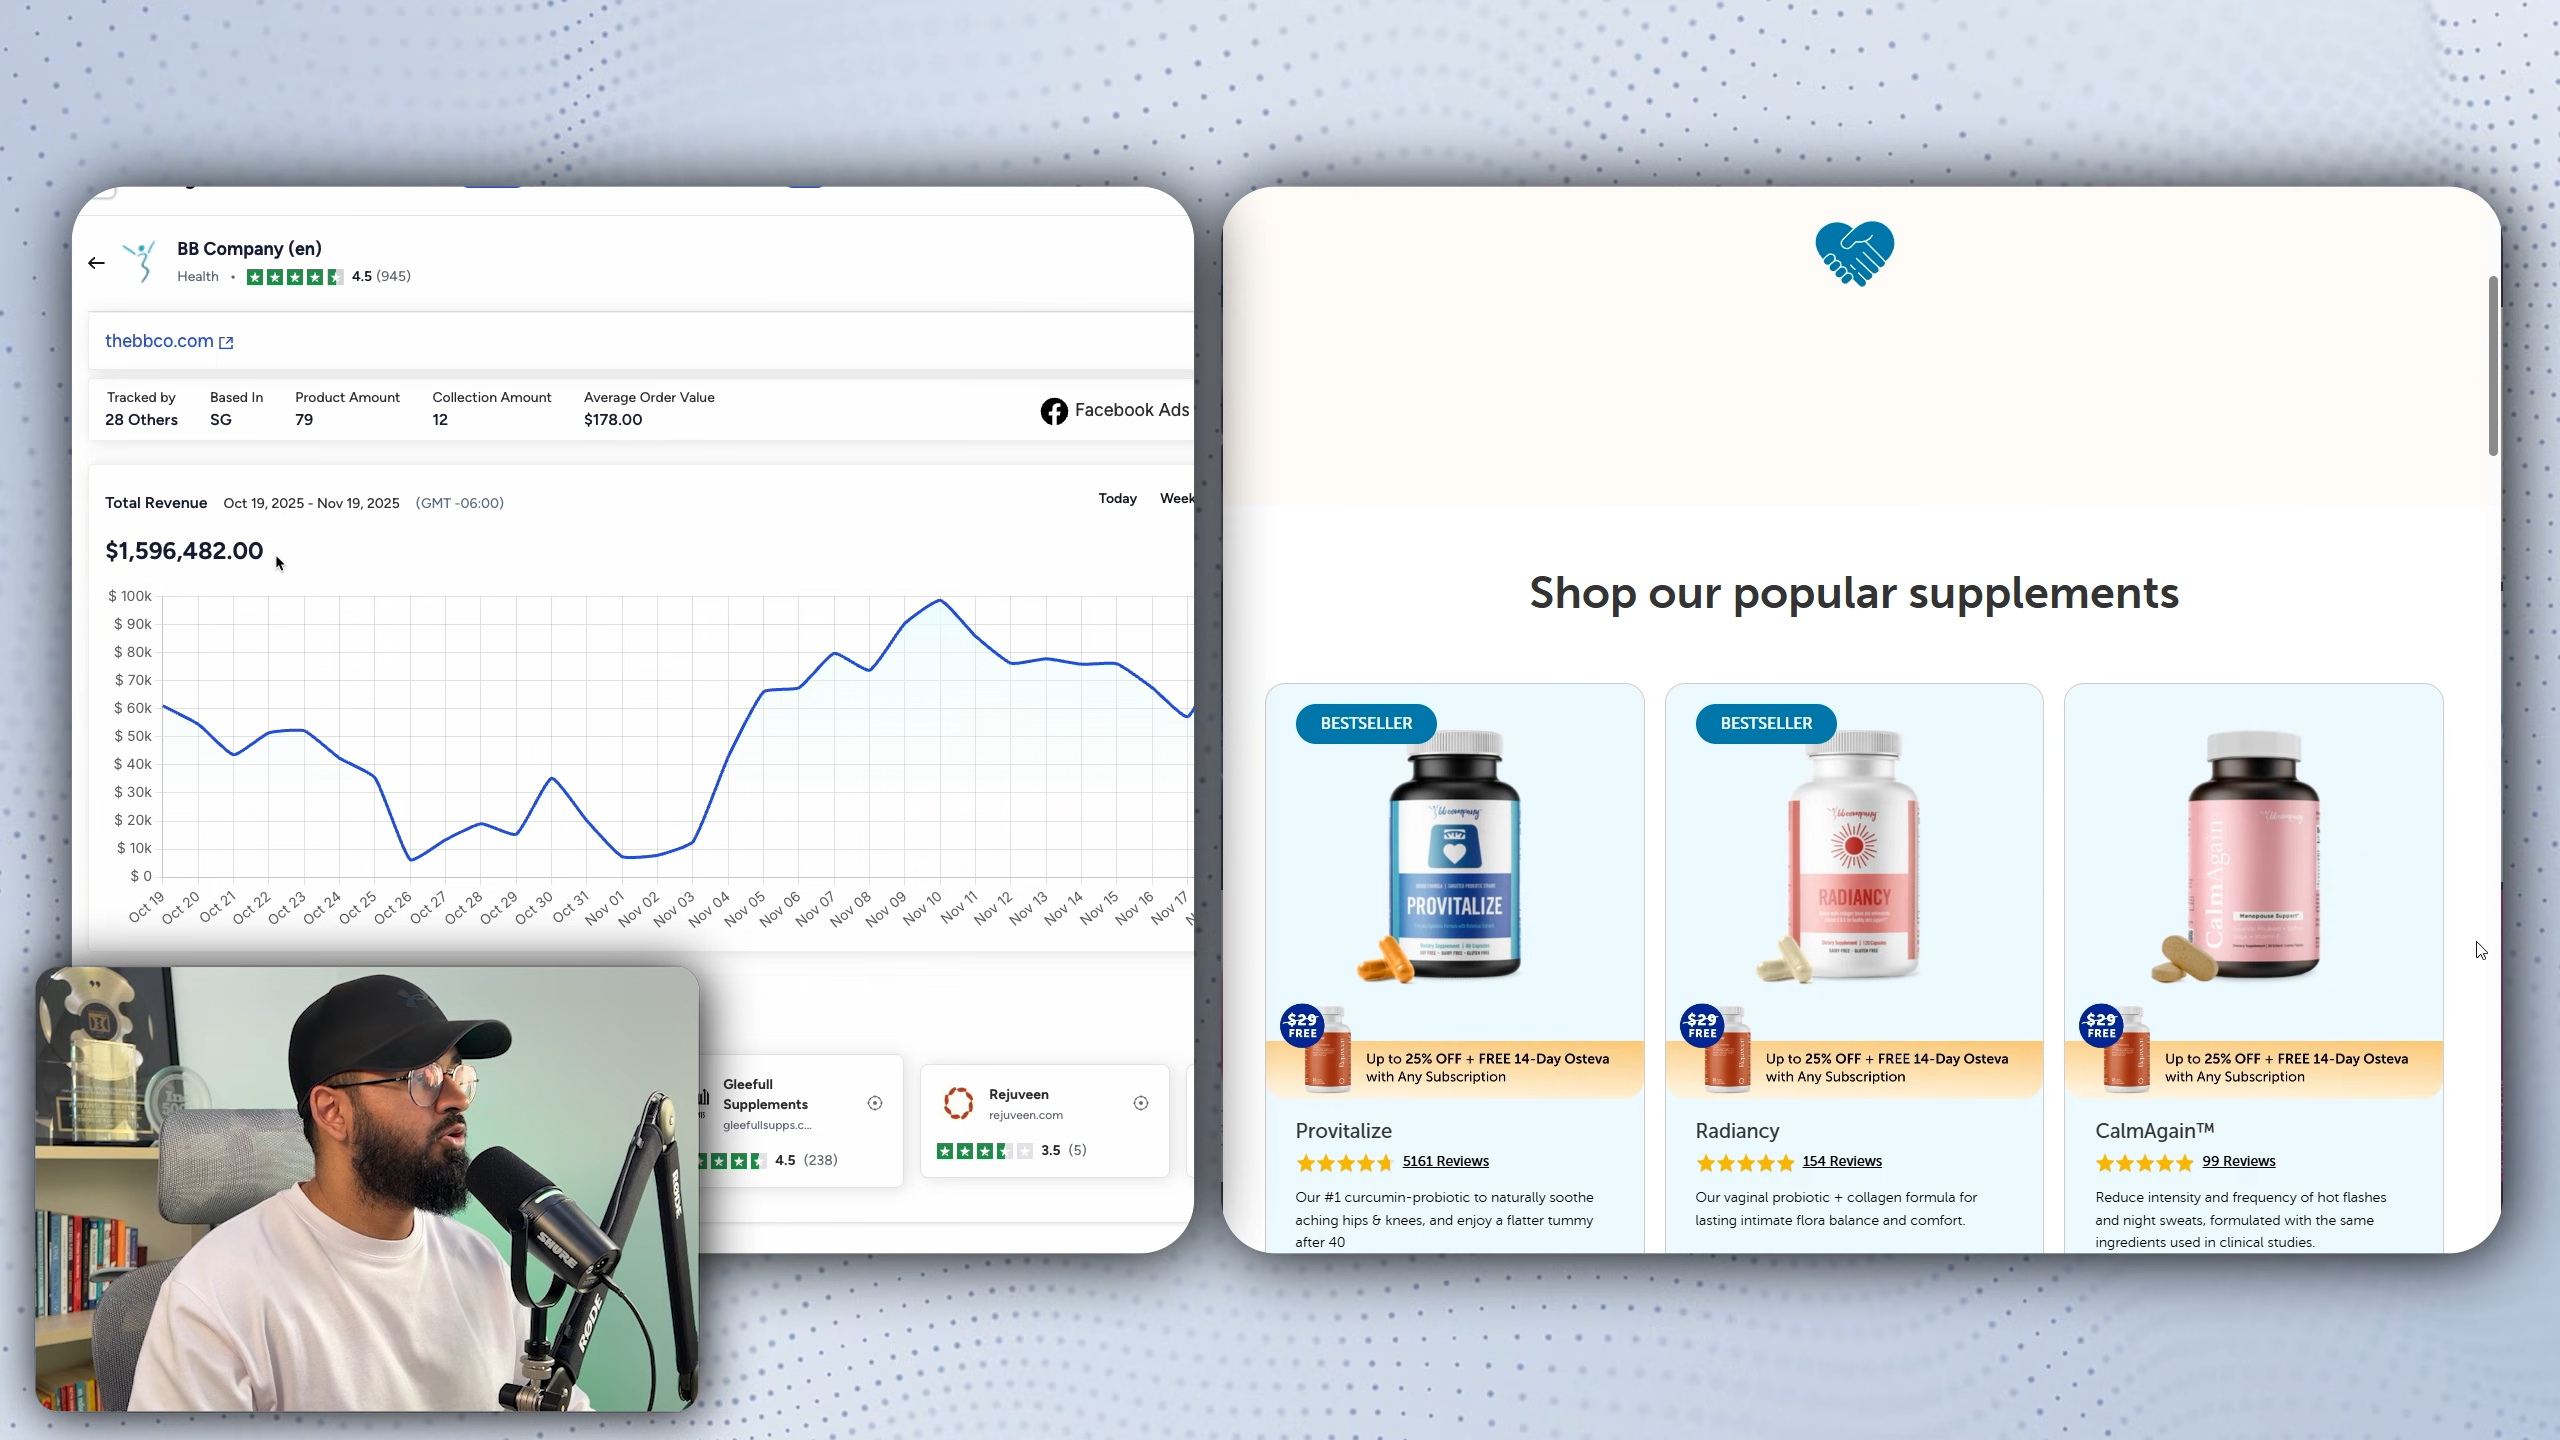 BB Company (en)
Health • 4.5 (945)
thebbco.com
Tracked by
28 Others
Based In
SG
Product Amount
79
Collection Amount
12
Average Order Value
$178.00
Facebook Ads
Total Revenue Oct 19, 2025 - Nov 19, 2025 (GMT -06:00)
Today Week
$1,596,482.00
$ 100k
$ 90k
$ 80k
$ 70k
$ 60k
$ 50k
$ 40k
$ 30k
$ 20k
$ 10k
$ 0
Oct 19 Oct 20 Oct 21 Oct 22 Oct 23 Oct 24 Oct 25 Oct 26 Oct 27 Oct 28 Oct 29 Oct 30 Oct 31 Nov 01 Nov 02 Nov 03 Nov 04 Nov 05 Nov 06 Nov 07 Nov 08 Nov 09 Nov 10 Nov 11 Nov 12 Nov 13 Nov 14 Nov 15 Nov 16 Nov 17
Gleefull
Supplements
gleefullsupps.c...
4.5 (238)
Rejuveen
rejuveen.com
3.5 (5)
SHURE
RØDE
RØDE
Shop our popular supplements
BESTSELLER
bb company
PROVITALIZE
$29
FREE
Up to 25% OFF + FREE 14-Day Osteva
with Any Subscription
Provitalize
5161 Reviews
Our #1 curcumin-probiotic to naturally soothe
aching hips & knees, and enjoy a flatter tummy
after 40
BESTSELLER
bb company
RADIANCY
$29
FREE
Up to 25% OFF + FREE 14-Day Osteva
with Any Subscription
Radiancy
154 Reviews
Our vaginal probiotic + collagen formula for
lasting intimate flora balance and comfort.
bb company
CalmAgain
Menopause Support*
$29
FREE
Up to 25% OFF + FREE 14-Day Osteva
with Any Subscription
CalmAgain™
99 Reviews
Reduce intensity and frequency of hot flashes
and night sweats, formulated with the same
ingredients used in clinical studies.